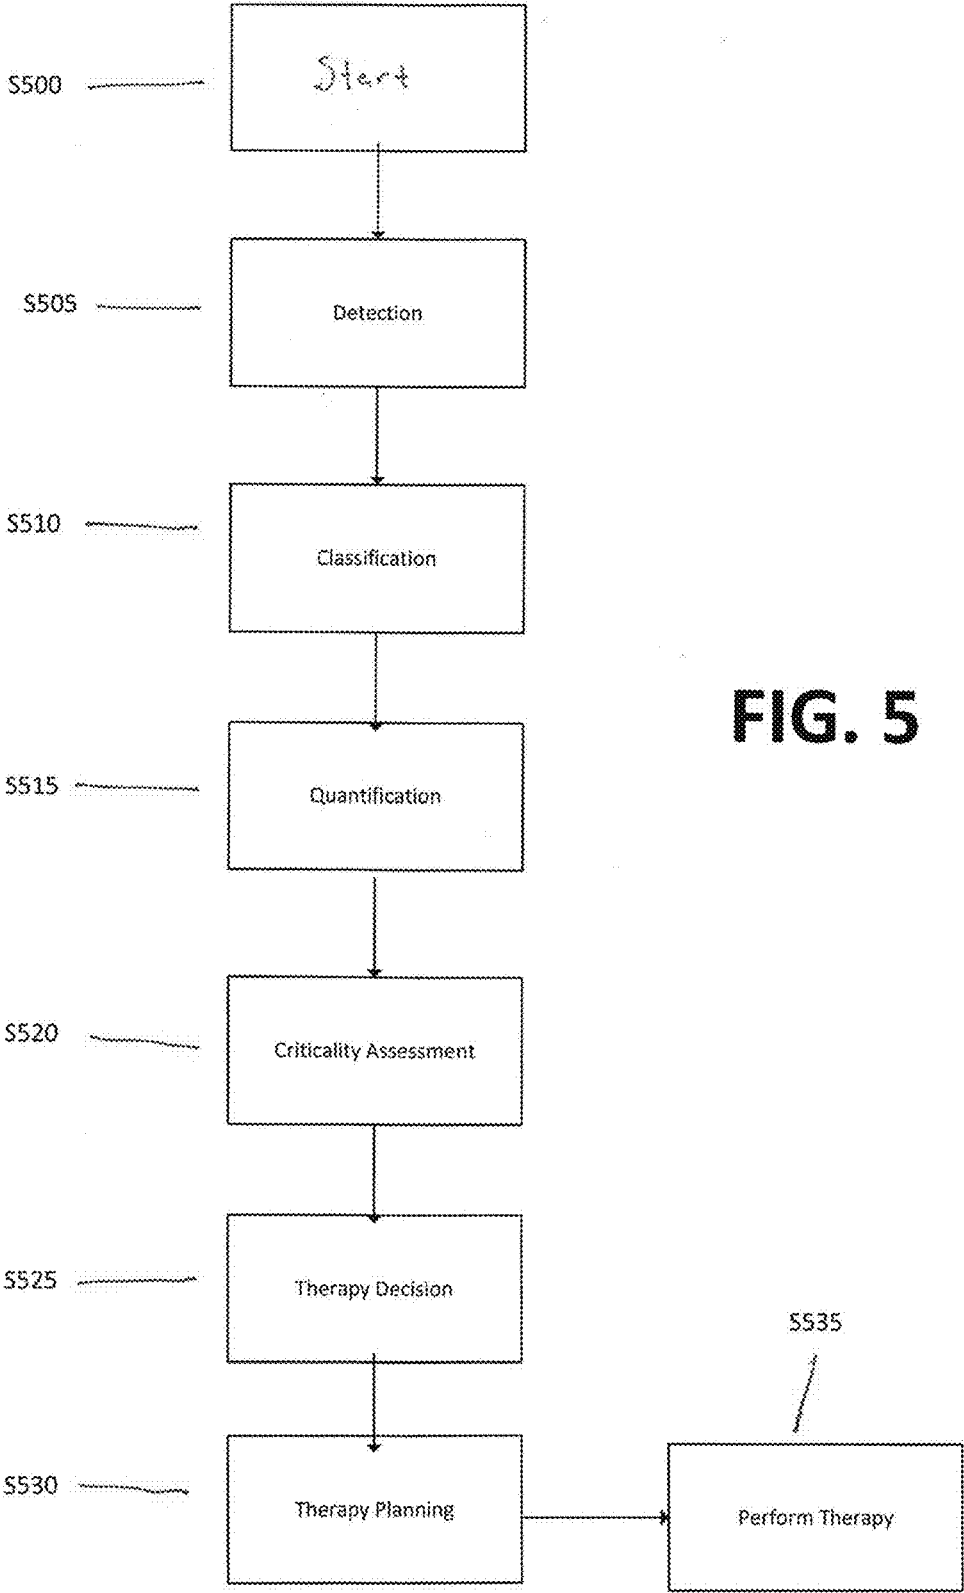 S500
Start
S505
Detection
S510
Classification
FIG. 5
S515
Quantification
S520
Criticality Assessment
S525
Therapy Decision
S535
S530
Therapy Planning
Perform Therapy